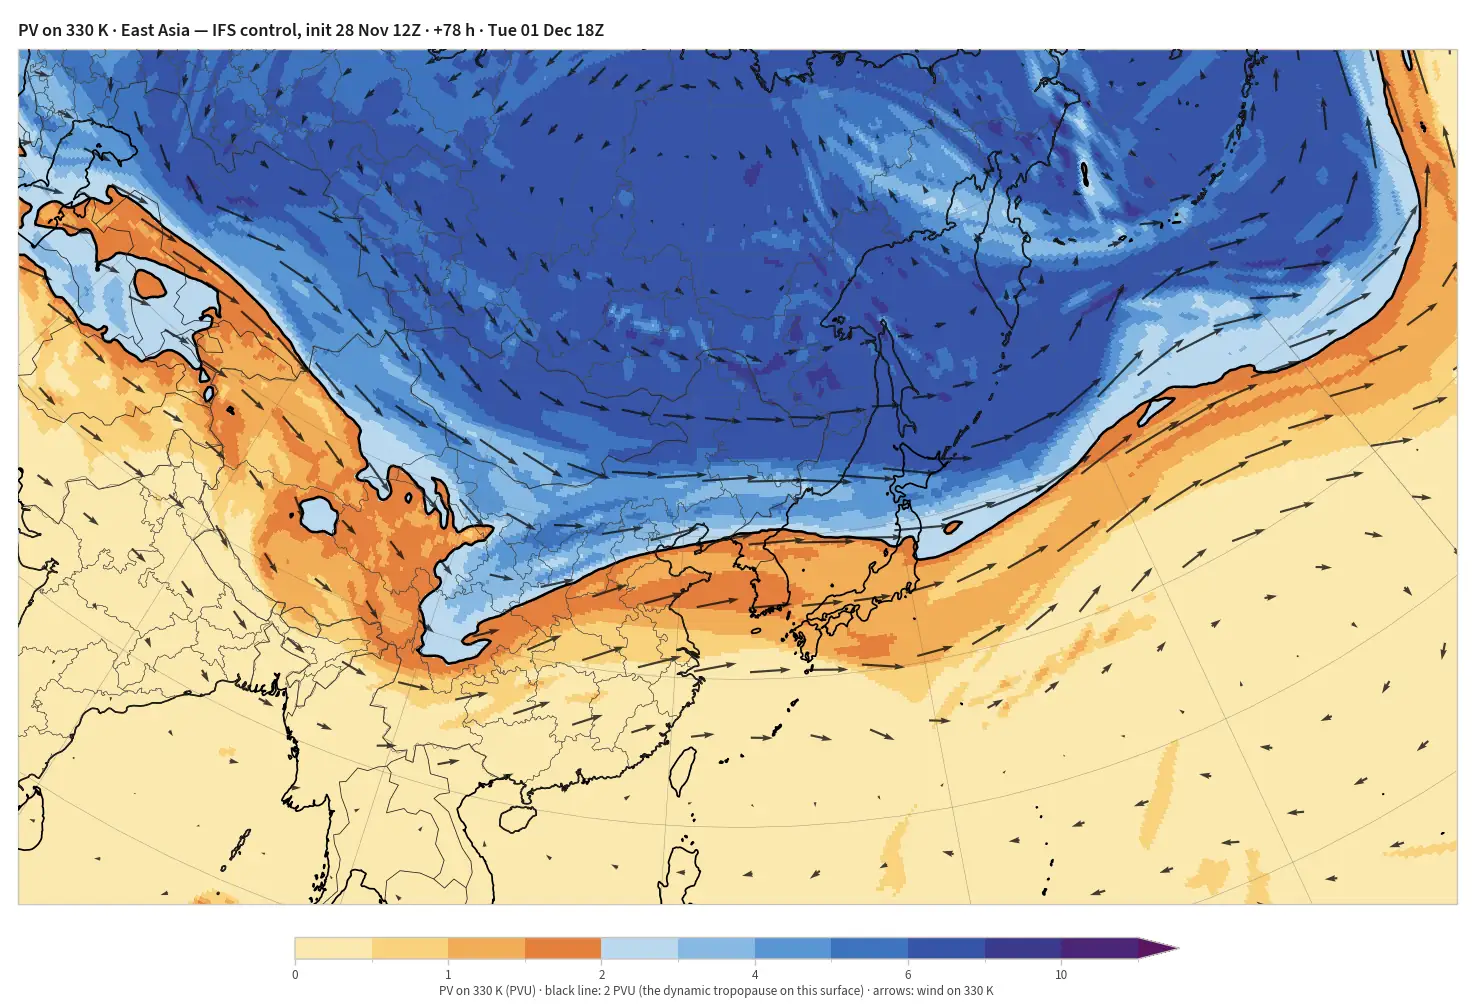 PV on 330 K · East Asia — IFS control, init 28 Nov 12Z · +78 h · Tue 01 Dec 18Z
0 1 2 4 6 10
PV on 330 K (PVU) · black line: 2 PVU (the dynamic tropopause on this surface) · arrows: wind on 330 K